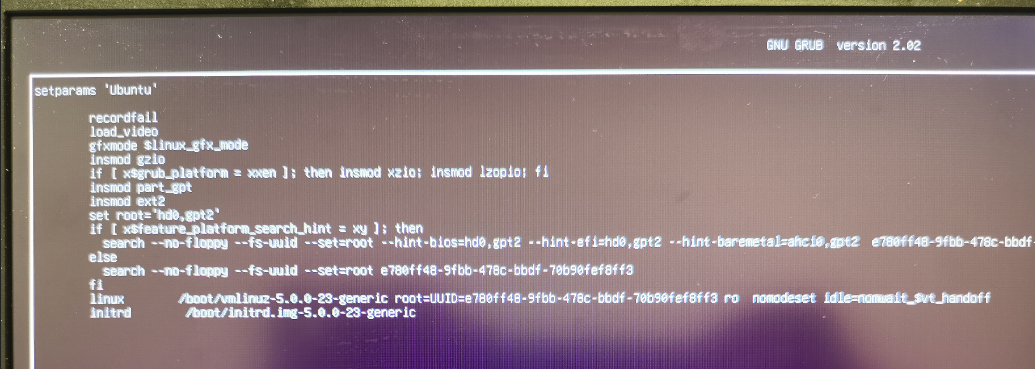 GNU GRUB version 2.02
setparams 'Ubuntu'
recordfail
load_video
gfxmode $linux_gfx_mode
insmod gzio
if [ x$grub_platform = xxen ]; then insmod xzio; insmod lzopio; fi
insmod part_gpt
insmod ext2
set root='hd0,gpt2'
if [ x$feature_platform_search_hint = xy ]; then
search --no-floppy --fs-uuid --set=root --hint-bios=hd0,gpt2 --hint-efi=hd0,gpt2 --hint-baremetal=ahci0,gpt2 e780ff48-9fbb-478c-bbdf-
else
search --no-floppy --fs-uuid --set=root e780ff48-9fbb-478c-bbdf-70b90fef8ff3
fi
linux /boot/vmlinuz-5.0.0-23-generic root=UUID=e780ff48-9fbb-478c-bbdf-70b90fef8ff3 ro nomodeset idle=nomwait_$vt_handoff
initrd /boot/initrd.img-5.0.0-23-generic